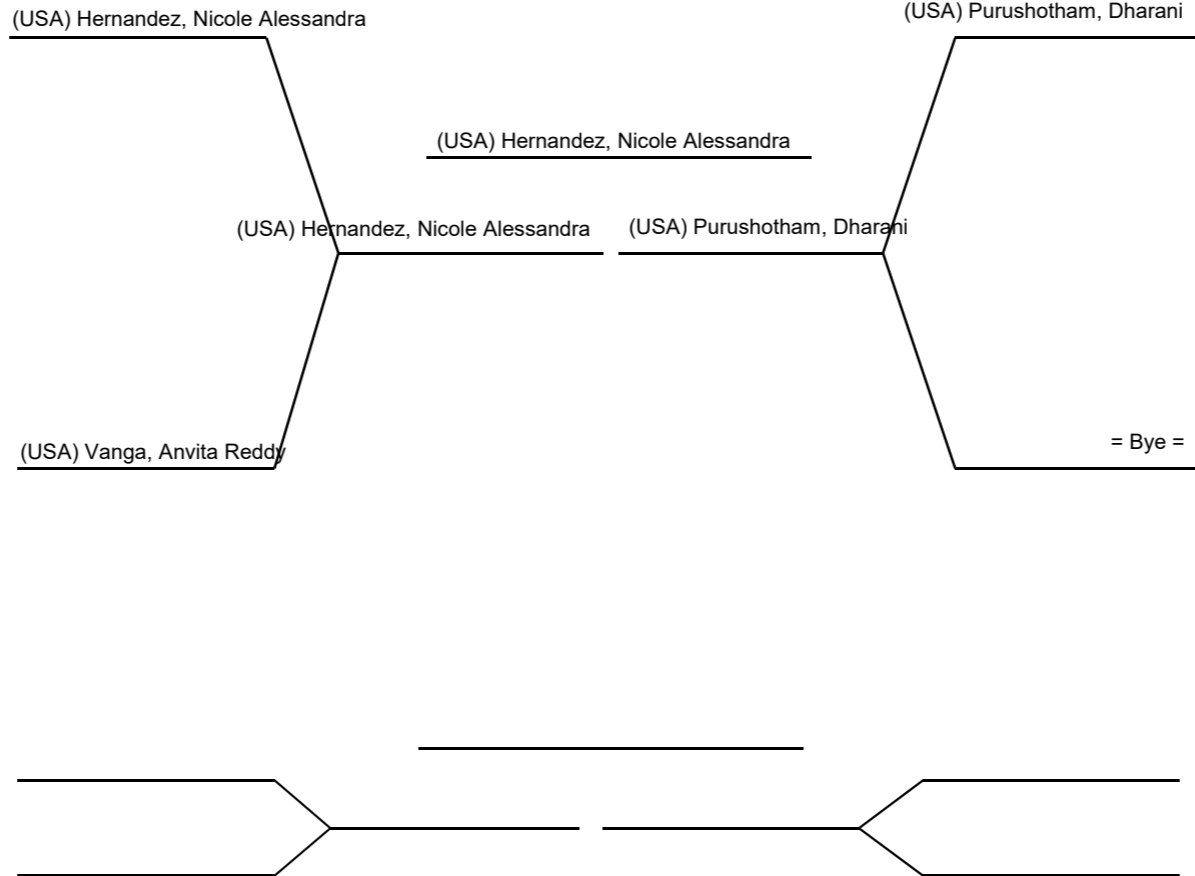 (USA) Hernandez, Nicole Alessandra
(USA) Purushotham, Dharani
(USA) Hernandez, Nicole Alessandra
(USA) Hernandez, Nicole Alessandra
(USA) Purushotham, Dharani
(USA) Vanga, Anvita Reddy
= Bye =